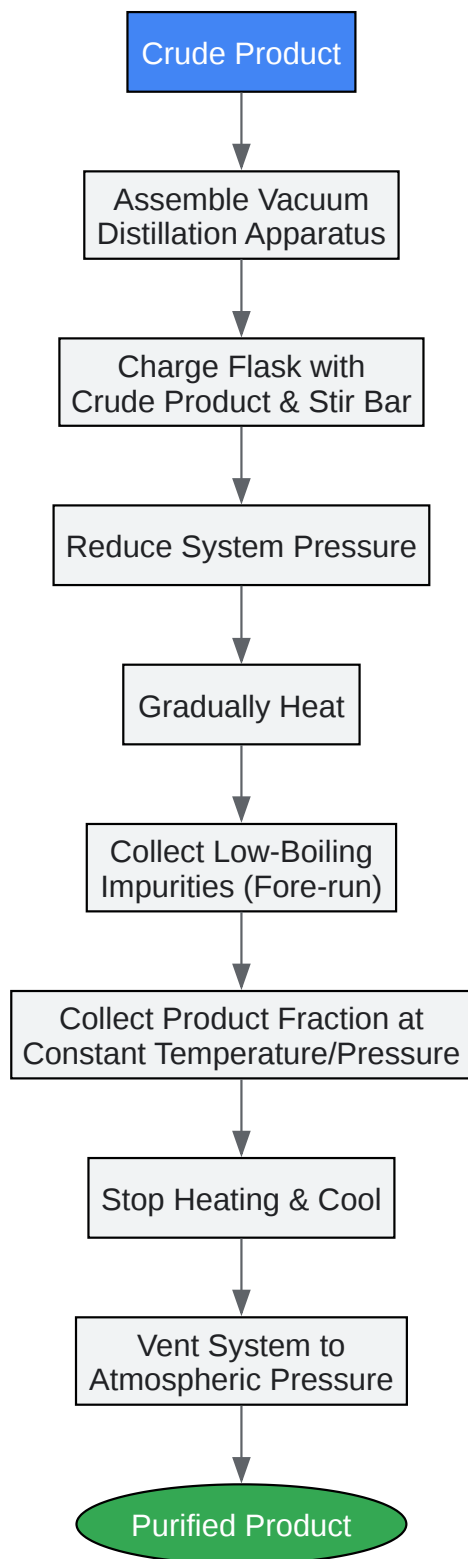 Crude Product
Assemble Vacuum
Distillation Apparatus
Charge Flask with
Crude Product & Stir Bar
Reduce System Pressure
Gradually Heat
Collect Low-Boiling
Impurities (Fore-run)
Collect Product Fraction at
Constant Temperature/Pressure
Stop Heating & Cool
Vent System to
Atmospheric Pressure
Purified Product